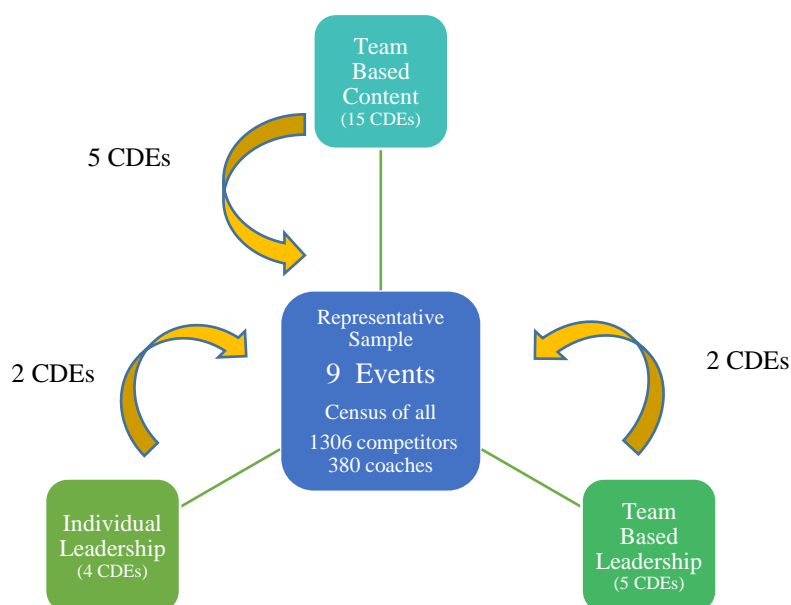 Team
Based
Content
(15 CDEs)
5 CDEs
Representative
Sample
9 Events
Census of all
1306 competitors
380 coaches
2 CDEs
2 CDEs
Individual
Leadership
(4 CDEs)
Team
Based
Leadership
(5 CDEs)